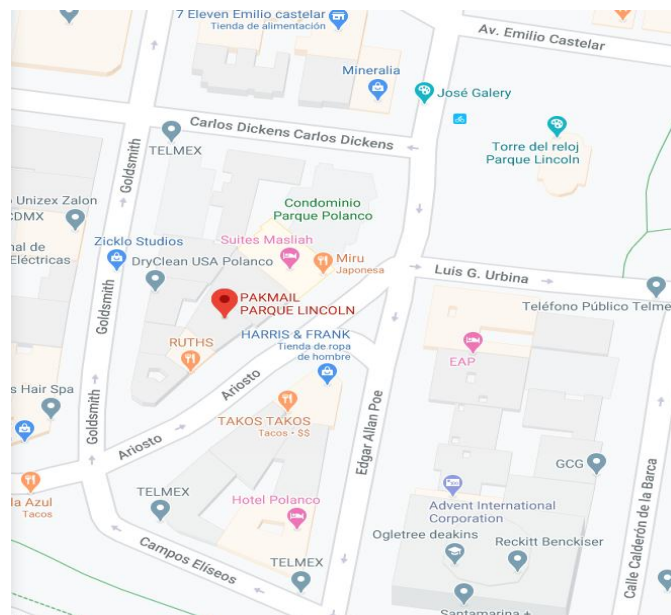 7 Eleven Emilio castelar
Tienda de alimentación
Av. Emilio Castelar
Mineralia
José Galery
Carlos Dickens Carlos Dickens
TELMEX
Torre del reloj
Parque Lincoln
Goldsmith
Condominio
Parque Polanco
Unizex Zalon
CDMX
Zicklo Studios
Suites Masliah
Miru
Japonesa
DryClean USA Polanco
Eléctricas
Luis G. Urbina
Goldsmith
PAKMAIL
PARQUE LINCOLN
Teléfono Público Telme
HARRIS & FRANK
Tienda de ropa
de hombre
RUTHS
EAP
Ariosto
s Hair Spa
TAKOS TAKOS
Tacos • $$
Goldsmith
Edgar Allan Poe
Ariosto
GCG
la Azul
Tacos
TELMEX
Hotel Polanco
Advent International
Corporation
Calle Calderón de la Barca
Campos Elíseos
Ogletree deakins
Reckitt Benckiser
TELMEX
Santamarina +